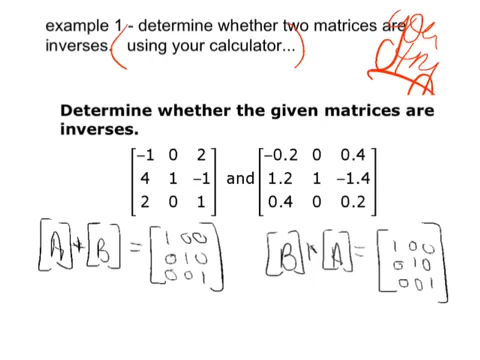 example 1 - determine whether two matrices are
inverses. (using your calculator...)
Determine whether the given matrices are
inverses.
[-1 0 2
4 1 -1
2 0 1] and [-0.2 0 0.4
1.2 1 -1.4
0.4 0 0.2]
[A]*[B] = [1 0 0
0 1 0
0 0 1]
[B]*[A] = [1 0 0
0 1 0
0 0 1]